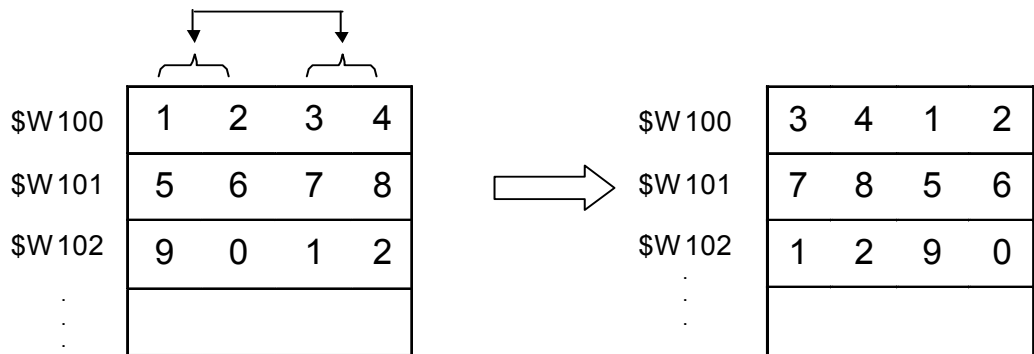 $W100 1 2 3 4 $W100 3 4 1 2
$W101 5 6 7 8 $W101 7 8 5 6
$W102 9 0 1 2 $W102 1 2 9 0
. .
. .
. .